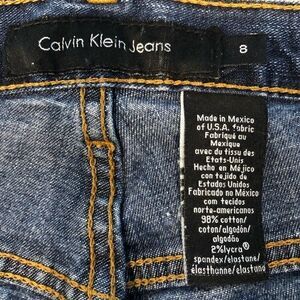 Calvin Klein Jeans
8
Made in Mexico
of U.S.A. fabric
Fabriqué au
Mexique
avec du tissu des
Etats-Unis
Hecho en Méjico
con tejido de
Estados Unidos
Fabricado no México
com tecidos
norte-americanos
98% cotton/
coton/algodón/
algodão
2% lycra®
spandex/elastane/
élasthanne/elastano